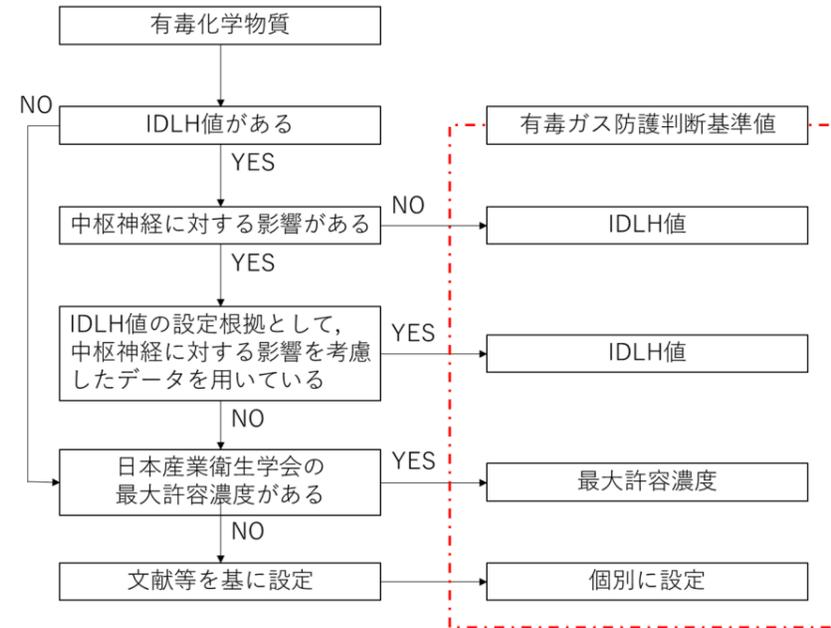 有毒化学物質
NO
IDLH値がある
有毒ガス防護判断基準値
YES
中枢神経に対する影響がある
NO
IDLH値
YES
IDLH値の設定根拠として,
中枢神経に対する影響を考慮
したデータを用いている
YES
IDLH値
NO
日本産業衛生学会の
最大許容濃度がある
YES
最大許容濃度
NO
文献等を基に設定
個別に設定